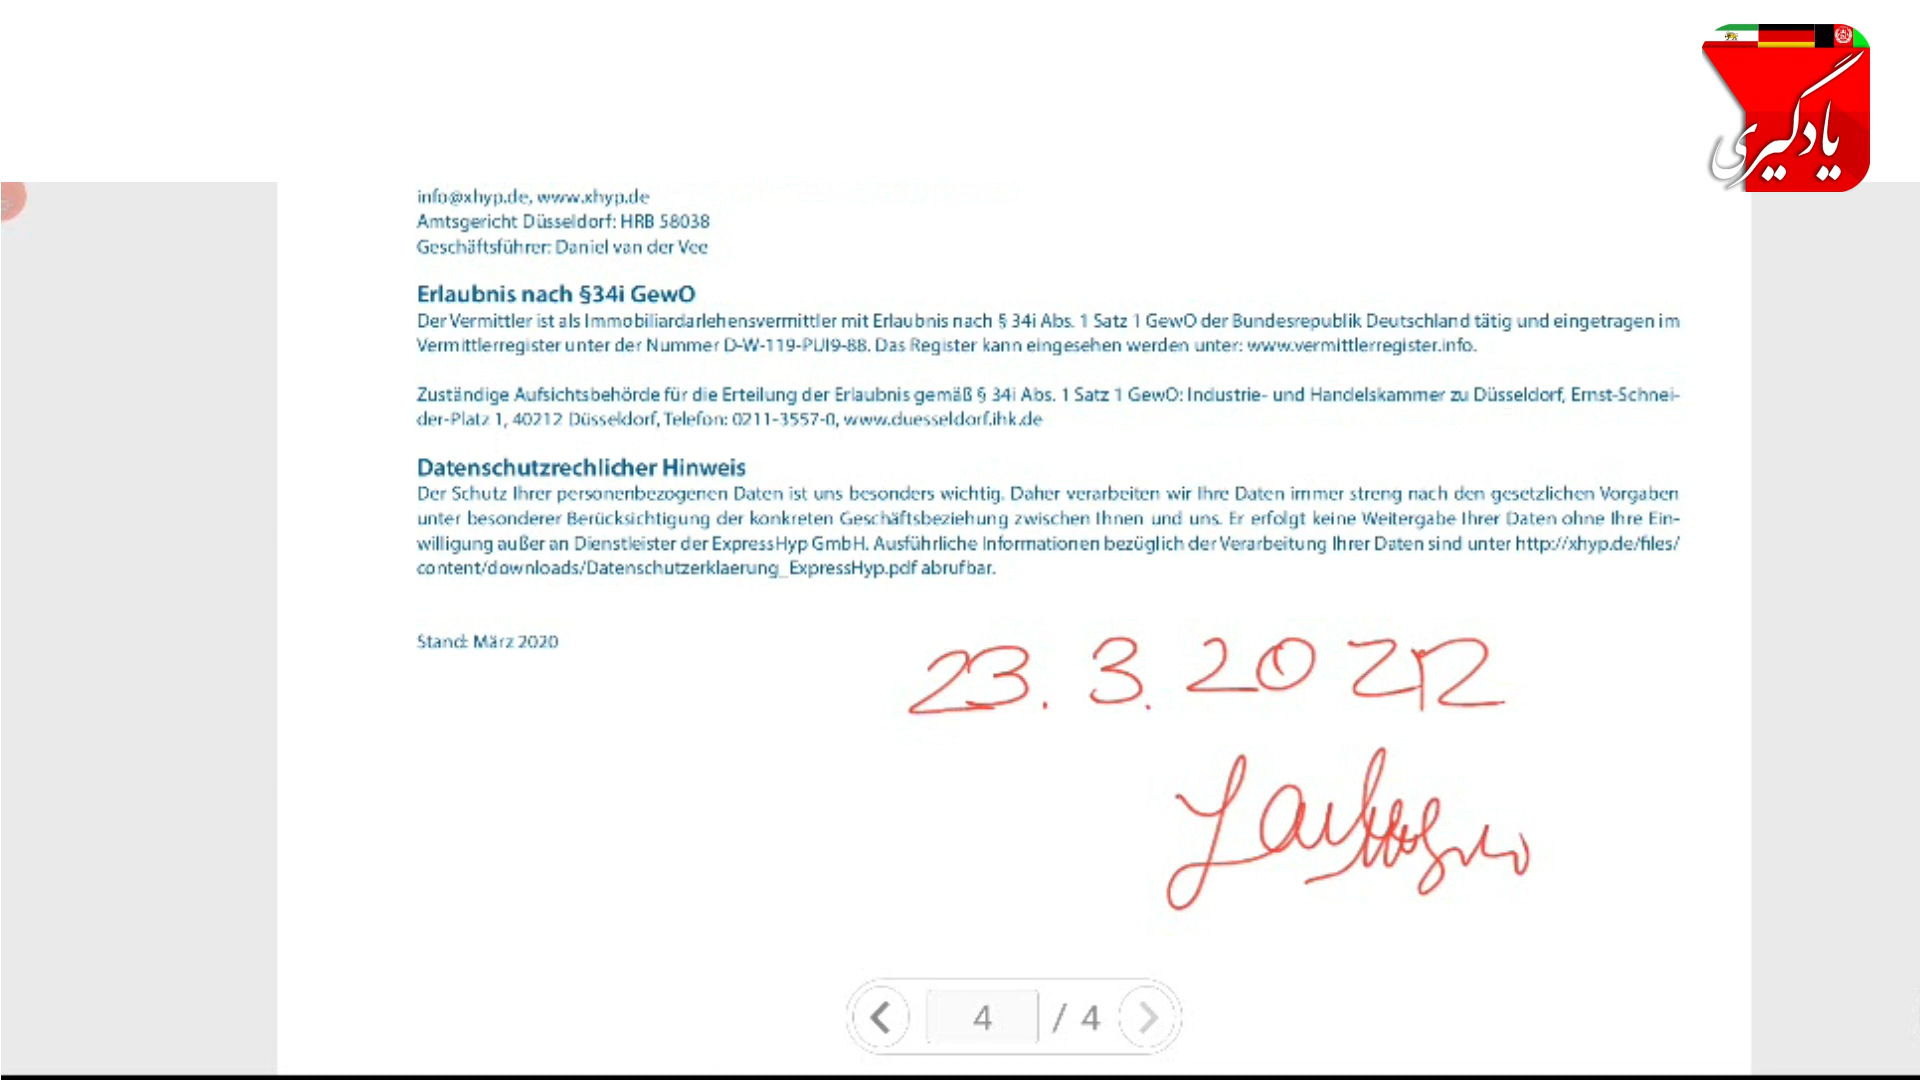 یادگیری
info@xhyp.de, www.xhyp.de
Amtsgericht Düsseldorf: HRB 58038
Geschäftsführer: Daniel van der Vee
Erlaubnis nach §34i GewO
Der Vermittler ist als Immobiliardarlehensvermittler mit Erlaubnis nach § 34i Abs. 1 Satz 1 GewO der Bundesrepublik Deutschland tätig und eingetragen im
Vermittlerregister unter der Nummer D-W-119-PUI9-88. Das Register kann eingesehen werden unter: www.vermittlerregister.info.
Zuständige Aufsichtsbehörde für die Erteilung der Erlaubnis gemäß § 34i Abs. 1 Satz 1 GewO: Industrie- und Handelskammer zu Düsseldorf, Ernst-Schnei-
der-Platz 1, 40212 Düsseldorf, Telefon: 0211-3557-0, www.duesseldorf.ihk.de
Datenschutzrechlicher Hinweis
Der Schutz Ihrer personenbezogenen Daten ist uns besonders wichtig. Daher verarbeiten wir Ihre Daten immer streng nach den gesetzlichen Vorgaben
unter besonderer Berücksichtigung der konkreten Geschäftsbeziehung zwischen Ihnen und uns. Er erfolgt keine Weitergabe Ihrer Daten ohne Ihre Ein-
willigung außer an Dienstleister der ExpressHyp GmbH. Ausführliche Informationen bezüglich der Verarbeitung Ihrer Daten sind unter http://xhyp.de/files/
content/downloads/Datenschutzerklaerung_ExpressHyp.pdf abrufbar.
Stand: März 2020
23. 3. 2022
4 / 4